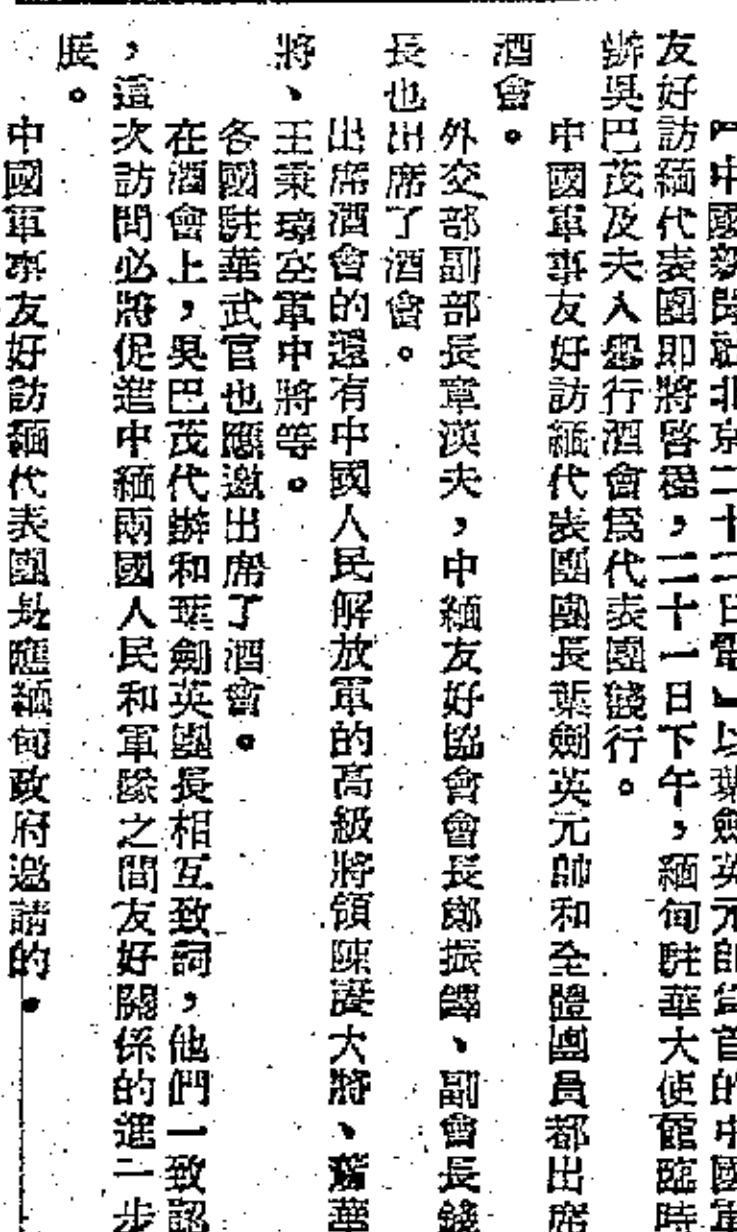 【中國新聞社北京二十二日電】以葉劍英元帥爲首的中國軍
友好訪緬代表團即將啓程，二十一日下午，緬甸駐華大使館臨時
辦吳巴茂及夫人舉行酒會爲代表團餞行。
中國軍事友好訪緬代表團團長葉劍英元帥和全體團員都出席
酒會。
外交部副部長章漢夫，中緬友好協會會長鄭振鐸、副會長錢
長也出席了酒會。
出席酒會的還有中國人民解放軍的高級將領陳賡大將、蕭華
將、王秉璋空軍中將等。
各國駐華武官也應邀出席了酒會。
在酒會上，吳巴茂代辦和葉劍英團長相互致詞，他們一致認
，這次訪問必將促進中緬兩國人民和軍隊之間友好關係的進一步
展。
中國軍事友好訪緬代表團是應緬甸政府邀請的。